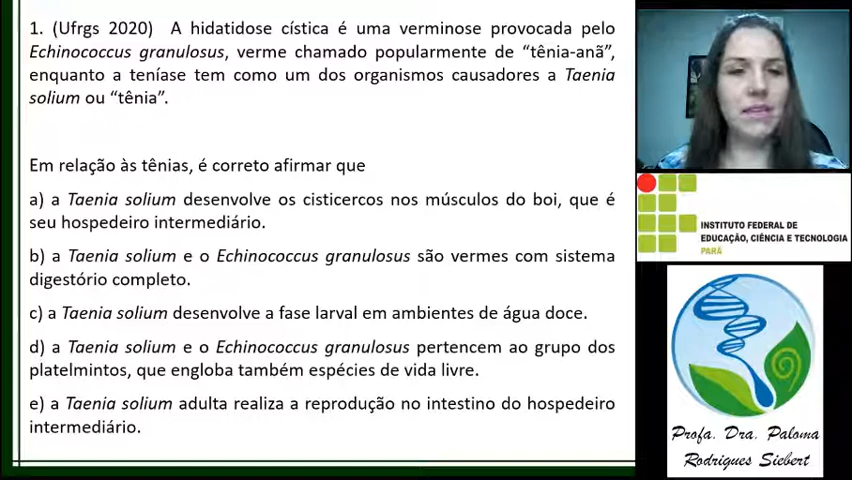 1. (Ufrgs 2020) A hidatidose cística é uma verminose provocada pelo
Echinococcus granulosus, verme chamado popularmente de “tênia-anã”,
enquanto a teníase tem como um dos organismos causadores a Taenia
solium ou “tênia”.
Em relação às tênias, é correto afirmar que
a) a Taenia solium desenvolve os cisticercos nos músculos do boi, que é
seu hospedeiro intermediário.
b) a Taenia solium e o Echinococcus granulosus são vermes com sistema
digestório completo.
c) a Taenia solium desenvolve a fase larval em ambientes de água doce.
d) a Taenia solium e o Echinococcus granulosus pertencem ao grupo dos
platelmintos, que engloba também espécies de vida livre.
e) a Taenia solium adulta realiza a reprodução no intestino do hospedeiro
intermediário.
INSTITUTO FEDERAL DE
EDUCAÇÃO, CIÊNCIA E TECNOLOGIA
PARÁ
Profa. Dra. Paloma
Rodrigues Siebert